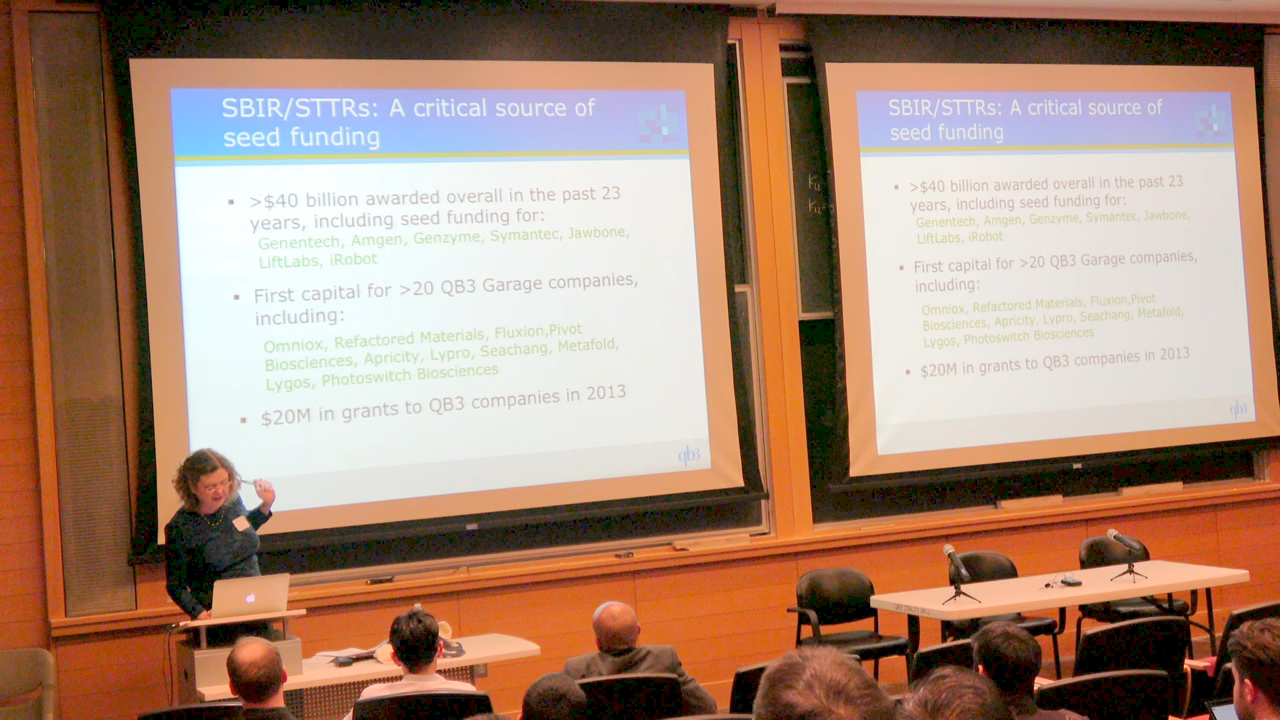 SBIR/STTRs: A critical source of
seed funding
>$40 billion awarded overall in the past 23
years, including seed funding for:
Genentech, Amgen, Genzyme, Symantec, Jawbone,
LiftLabs, iRobot
First capital for >20 QB3 Garage companies,
including:
Omniox, Refactored Materials, Fluxion,Pivot
Biosciences, Apricity, Lypro, Seachang, Metafold,
Lygos, Photoswitch Biosciences
$20M in grants to QB3 companies in 2013
qb3
SBIR/STTRs: A critical source of
seed funding
>$40 billion awarded overall in the past 23
years, including seed funding for:
Genentech, Amgen, Genzyme, Symantec, Jawbone,
LiftLabs, iRobot
First capital for >20 QB3 Garage companies,
including:
Omniox, Refactored Materials, Fluxion,Pivot
Biosciences, Apricity, Lypro, Seachang, Metafold,
Lygos, Photoswitch Biosciences
$20M in grants to QB3 companies in 2013
qb3